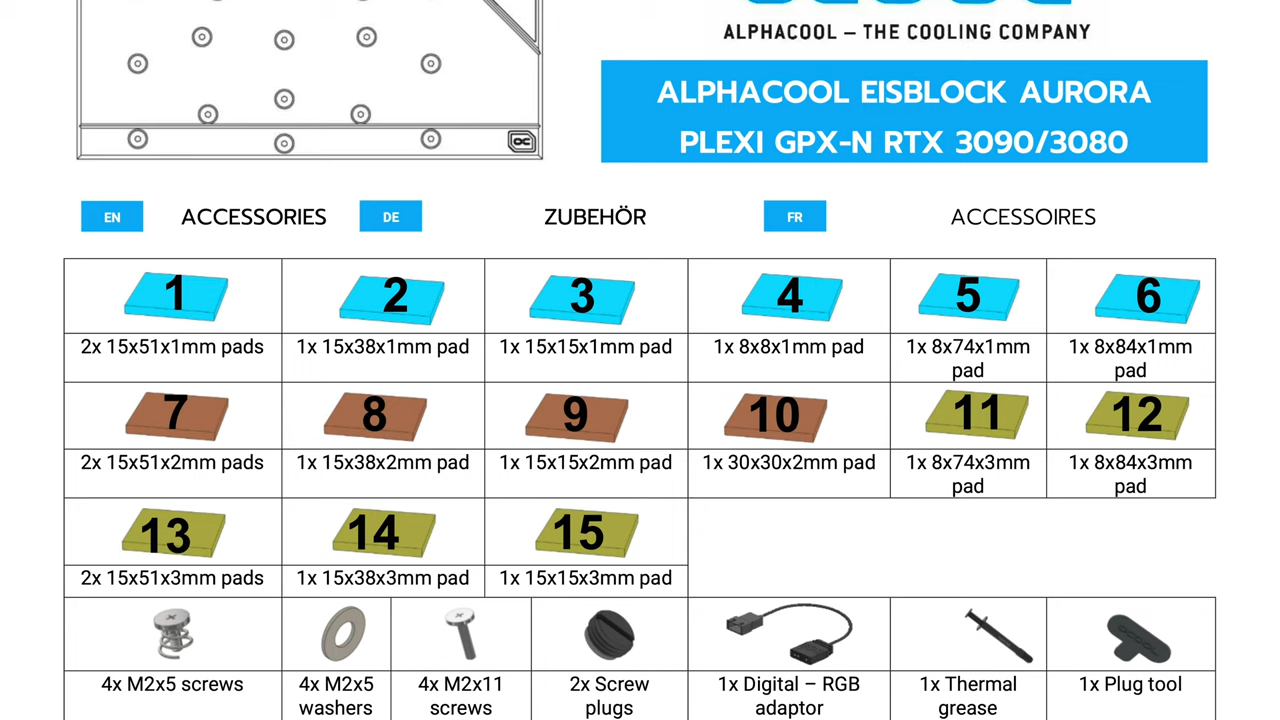 ALPHACOOL – THE COOLING COMPANY
ALPHACOOL EISBLOCK AURORA
PLEXI GPX-N RTX 3090/3080
EN ACCESSORIES DE ZUBEHÖR FR ACCESSOIRES
1 2 3 4 5 6
2x 15x51x1mm pads
1x 15x38x1mm pad
1x 15x15x1mm pad
1x 8x8x1mm pad
1x 8x74x1mm
pad
1x 8x84x1mm
pad
7 8 9 10 11 12
2x 15x51x2mm pads
1x 15x38x2mm pad
1x 15x15x2mm pad
1x 30x30x2mm pad
1x 8x74x3mm
pad
1x 8x84x3mm
pad
13 14 15
2x 15x51x3mm pads
1x 15x38x3mm pad
1x 15x15x3mm pad
4x M2x5 screws
4x M2x5
washers
4x M2x11
screws
2x Screw
plugs
1x Digital – RGB
adaptor
1x Thermal
grease
1x Plug tool